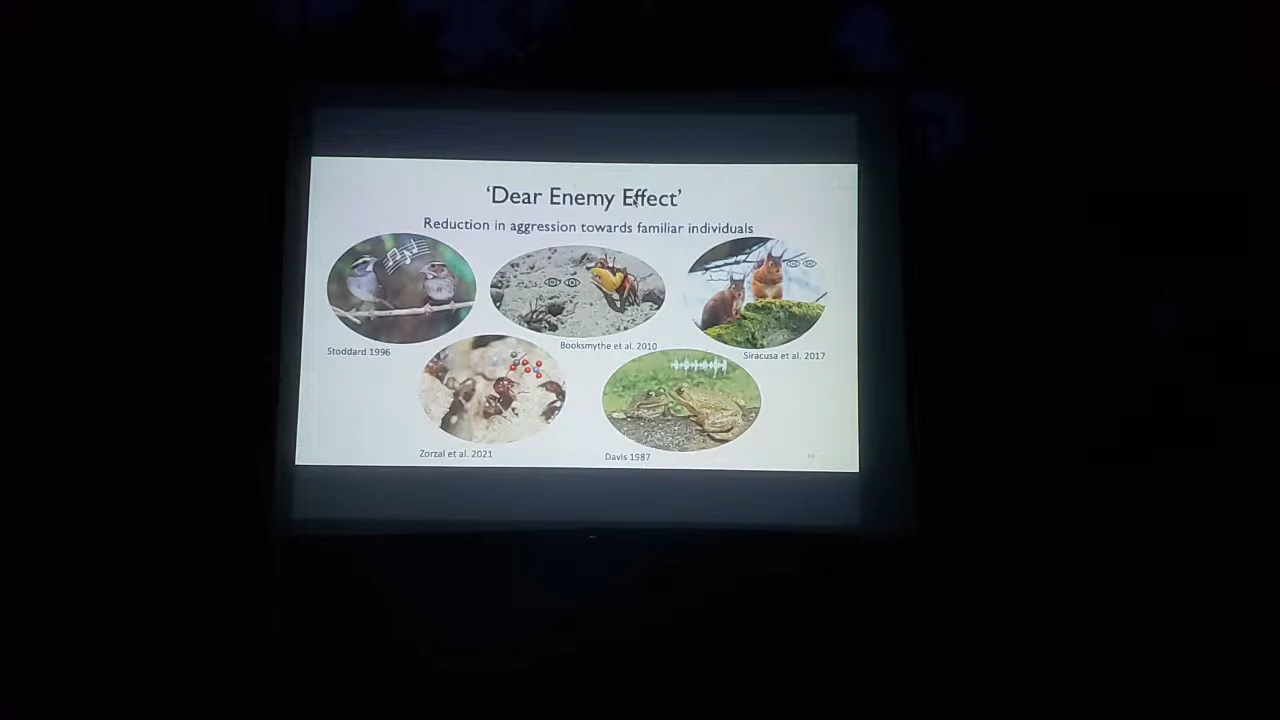 ‘Dear Enemy Effect’
Reduction in aggression towards familiar individuals
Stoddard 1996
Booksmythe et al. 2010
Siracusa et al. 2017
Zorzal et al. 2021
Davis 1987